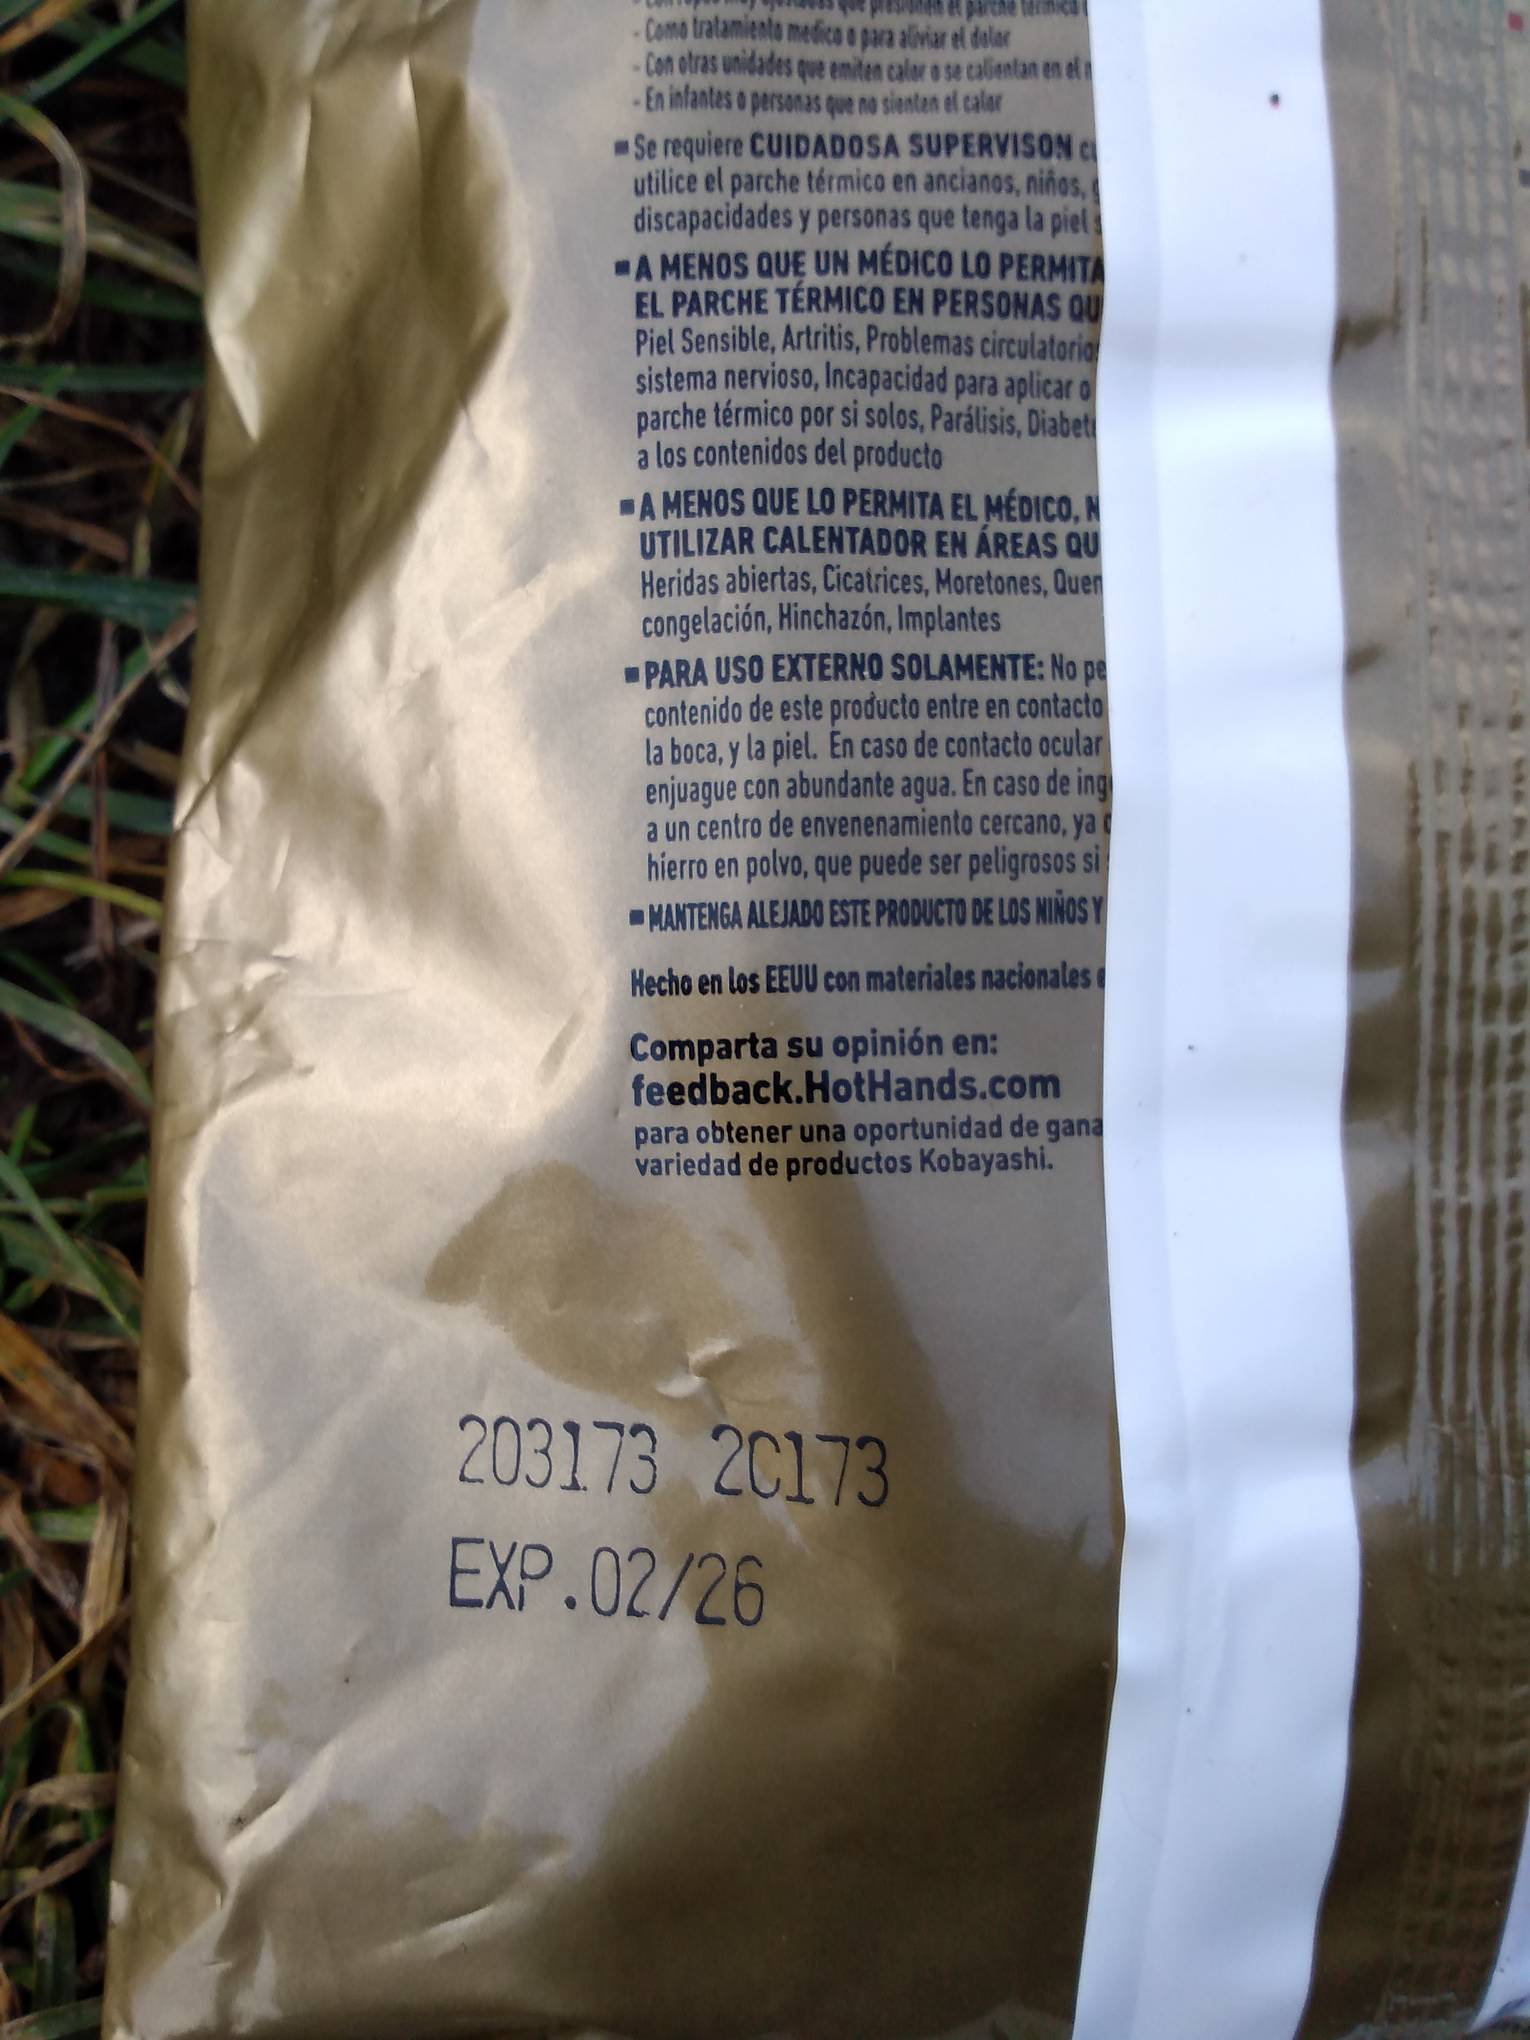 - Como tratamiento medico o para aliviar el dolor
- Con otras unidades que emiten calor o se calientan en el
- En infantes o personas que no sienten el calor
▪ Se requiere CUIDADOSA SUPERVISON
utilice el parche térmico en ancianos, niños,
discapacidades y personas que tenga la piel
▪ A MENOS QUE UN MÉDICO LO PERMITA
EL PARCHE TÉRMICO EN PERSONAS QU
Piel Sensible, Artritis, Problemas circulatorio
sistema nervioso, Incapacidad para aplicar o
parche térmico por si solos, Parálisis, Diabet
a los contenidos del producto
▪ A MENOS QUE LO PERMITA EL MÉDICO, N
UTILIZAR CALENTADOR EN ÁREAS QU
Heridas abiertas, Cicatrices, Moretones, Quem
congelación, Hinchazón, Implantes
▪ PARA USO EXTERNO SOLAMENTE: No pe
contenido de este producto entre en contacto
la boca, y la piel. En caso de contacto ocular
enjuague con abundante agua. En caso de ing
a un centro de envenenamiento cercano, ya
hierro en polvo, que puede ser peligrosos si
▪ MANTENGA ALEJADO ESTE PRODUCTO DE LOS NIÑOS Y
Hecho en los EEUU con materiales nacionales
Comparta su opinión en:
feedback.HotHands.com
para obtener una oportunidad de gana
variedad de productos Kobayashi.
203173 2C173
EXP.02/26